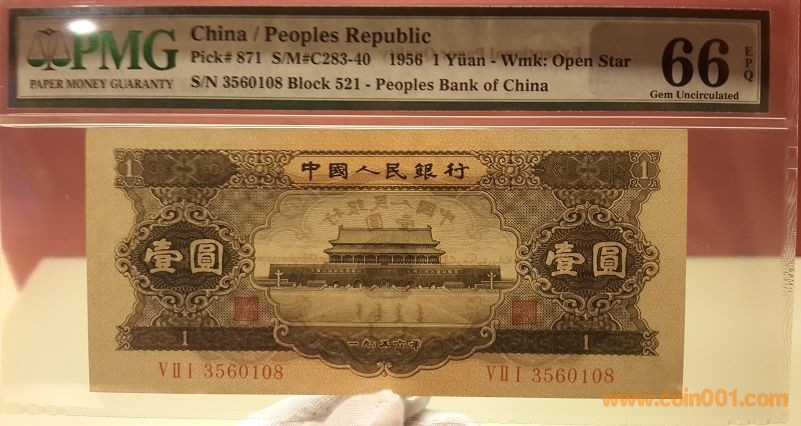 PMG
PAPER MONEY GUARANTY
China / Peoples Republic
Pick# 871 S/M#C283-40 1956 1 Yüan - Wmk: Open Star
S/N 3560108 Block 521 - Peoples Bank of China
66 EPQ
Gem Uncirculated
中國人民銀行
1 1
壹圓 壹圓
1 1
一九五六年
VII I 3560108 VII I 3560108
www.coin001.com